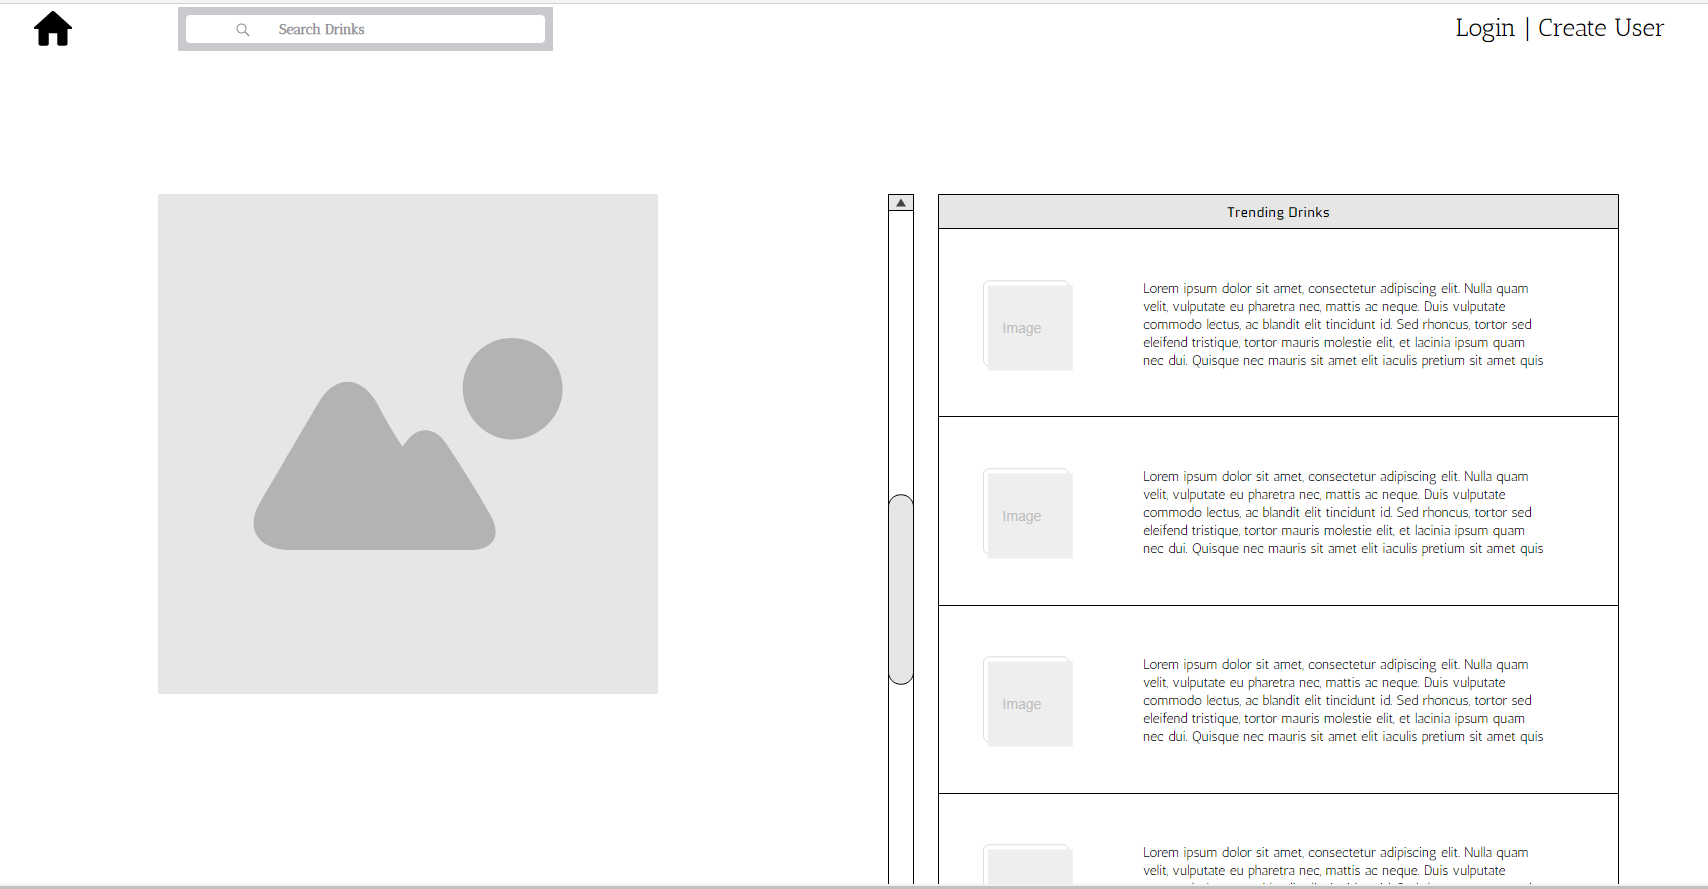 Search Drinks
Login | Create User
Trending Drinks
Image
Lorem ipsum dolor sit amet, consectetur adipiscing elit. Nulla quam
velit, vulputate eu pharetra nec, mattis ac neque. Duis vulputate
commodo lectus, ac blandit elit tincidunt id. Sed rhoncus, tortor sed
eleifend tristique, tortor mauris molestie elit, et lacinia ipsum quam
nec dui. Quisque nec mauris sit amet elit iaculis pretium sit amet quis
Image
Lorem ipsum dolor sit amet, consectetur adipiscing elit. Nulla quam
velit, vulputate eu pharetra nec, mattis ac neque. Duis vulputate
commodo lectus, ac blandit elit tincidunt id. Sed rhoncus, tortor sed
eleifend tristique, tortor mauris molestie elit, et lacinia ipsum quam
nec dui. Quisque nec mauris sit amet elit iaculis pretium sit amet quis
Image
Lorem ipsum dolor sit amet, consectetur adipiscing elit. Nulla quam
velit, vulputate eu pharetra nec, mattis ac neque. Duis vulputate
commodo lectus, ac blandit elit tincidunt id. Sed rhoncus, tortor sed
eleifend tristique, tortor mauris molestie elit, et lacinia ipsum quam
nec dui. Quisque nec mauris sit amet elit iaculis pretium sit amet quis
Lorem ipsum dolor sit amet, consectetur adipiscing elit. Nulla quam
velit, vulputate eu pharetra nec, mattis ac neque. Duis vulputate